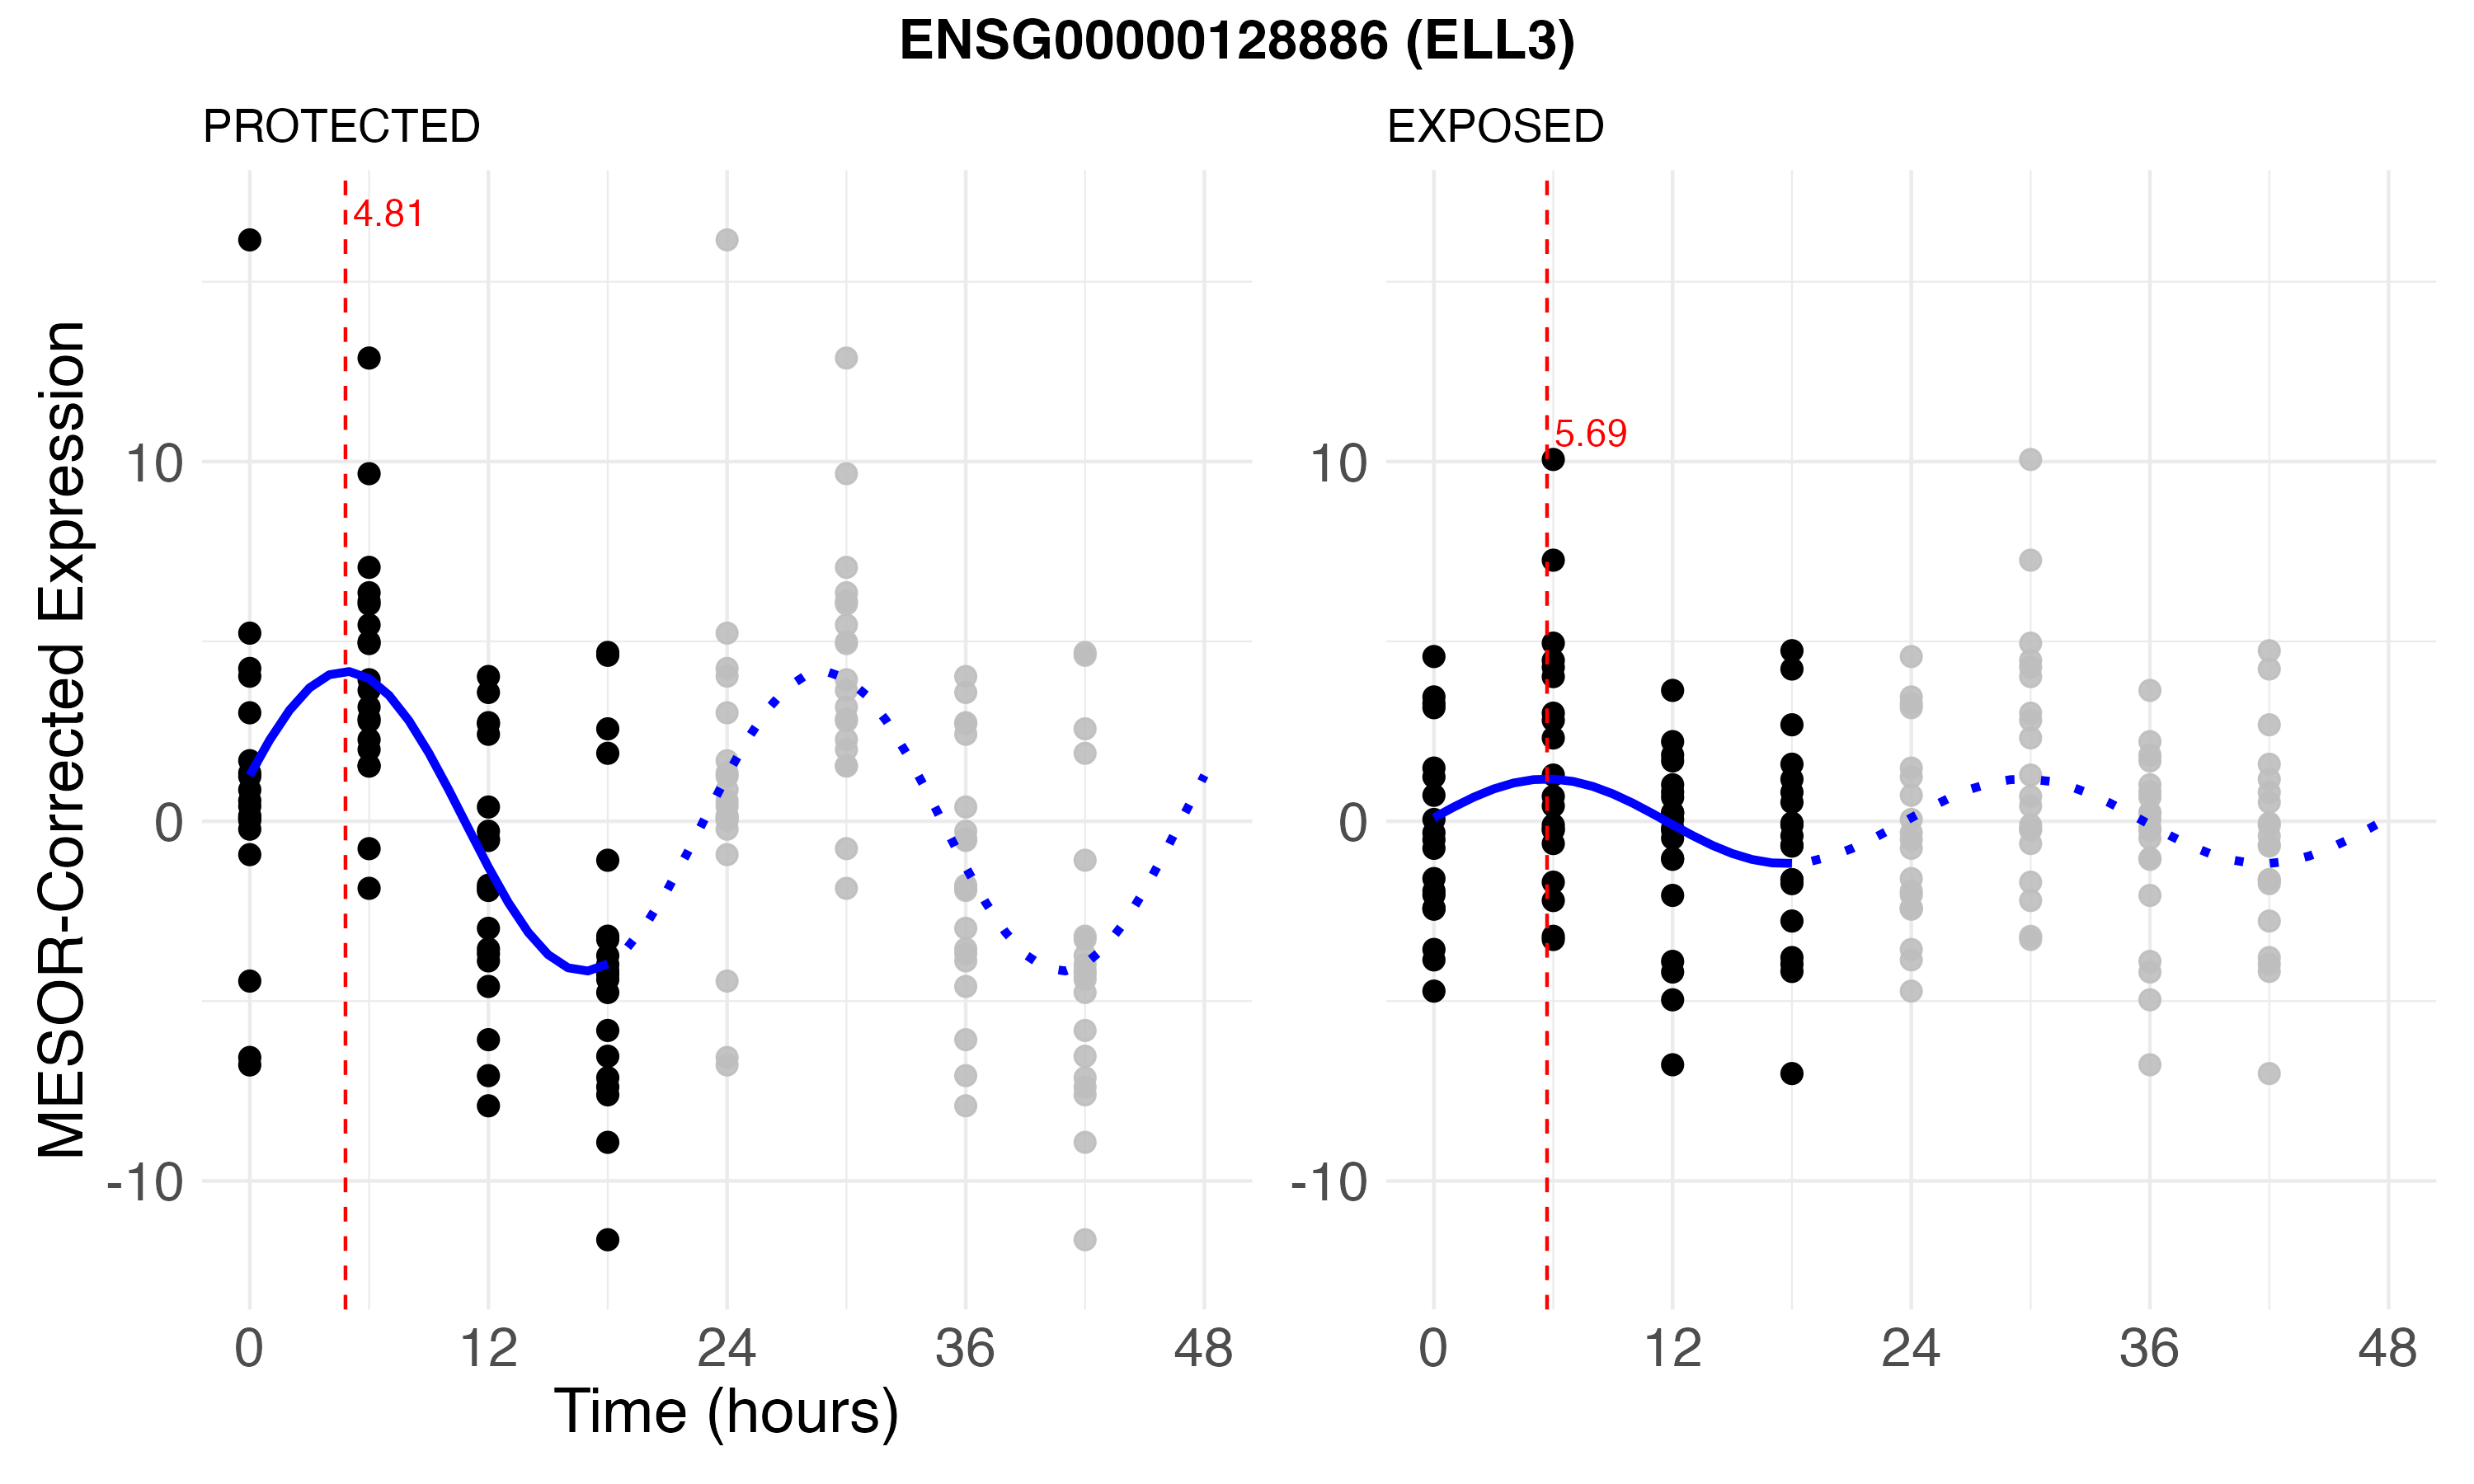 ENSG00000128886 (ELL3)
PROTECTED
EXPOSED
MESOR-Corrected Expression
4.81
5.69
10
0
-10
10
0
-10
0 12 24 36 48
0 12 24 36 48
Time (hours)